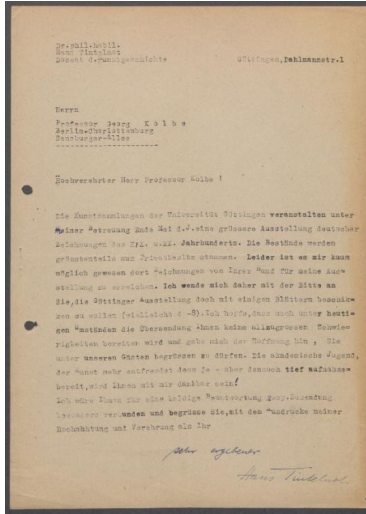 Dr.phil.habil.
Hans Tintelnot
Dozent d.Kunstgeschichte Göttingen,Dahlmannstr.1
Herrn
Professor Georg K o l b e
Berlin-Charlottenburg
Sensburger-Allee
Hochverehrter Herr Professor Kolbe !
Die Kunstsammlungen der Universität Göttingen veranstalten unter
meiner Betreuung Ende Mai d.J.eine grössere Ausstellung deutscher
Zeichnungen des XIX. u.XX. Jahrhunderts. Die Bestände werden
grösstenteils aus Privatbesitz stammen. Leider ist es mir kaum
möglich gewesen dort Zeichnungen von Ihrer Hand für meine Aus=
stellung zu erreichen. Ich wende mich daher mit der Bitte an
Sie,die Göttinger Ausstellung doch mit einigen Blättern beschik=
ken zu wollen (vielleicht -8).Ich hoffe,dass auch unter heuti=
gen Umständen die Übersendung Ihnen keine allzugrossen Schwie=
rigkeiten bereiten wird und gebe mich der Hoffnung hin , Sie
unter unseren Gästen begrüssen zu dürfen. Die akademische Jugend,
der Kunst mehr entfremdet denn je - aber dennoch tief aufnahme=
bereit,wird Ihnen mit mir dankbar sein!
Ich wäre Ihnen für eine baldige Beantwortung Zusendung
besonders verbunden und begrüsse Sie,mit dem Ausdrucke meiner
Hochachtung und Verehrung als Ihr
sehr ergebener
Hans Tintelnot